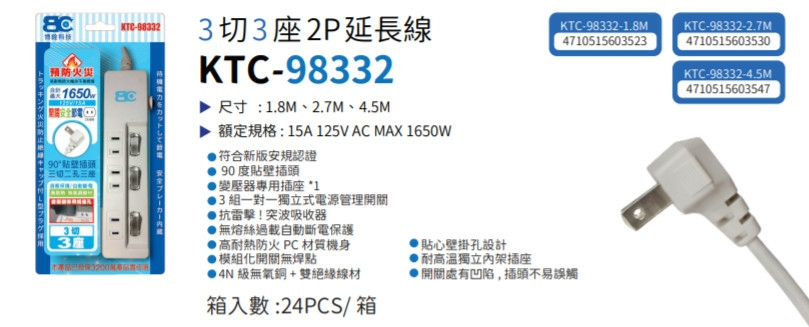 3切3座2P延長線
KTC-98332
▶ 尺寸 : 1.8M、2.7M、4.5M
▶ 額定規格 : 15A 125V AC MAX 1650W
●符合新版安規認證
● 90 度貼壁插頭
●變壓器專用插座 *1
●3 組一對一獨立式電源管理開關
●抗雷擊!突波吸收器
●無熔絲過載自動斷電保護
●高耐熱防火 PC 材質機身
●模組化開關無焊點
●4N 級無氧銅 + 雙絕緣線材
●貼心壁掛孔設計
●耐高溫獨立內架插座
●開關處有凹陷 , 插頭不易誤觸
箱入數 :24PCS/ 箱
KTC-98332-1.8M
4710515603523
KTC-98332-2.7M
4710515603530
KTC-98332-4.5M
4710515603547
KTC-98332
預防火災
1650W
125V/15A
90°貼壁插頭
三切二孔三座
3切
3座